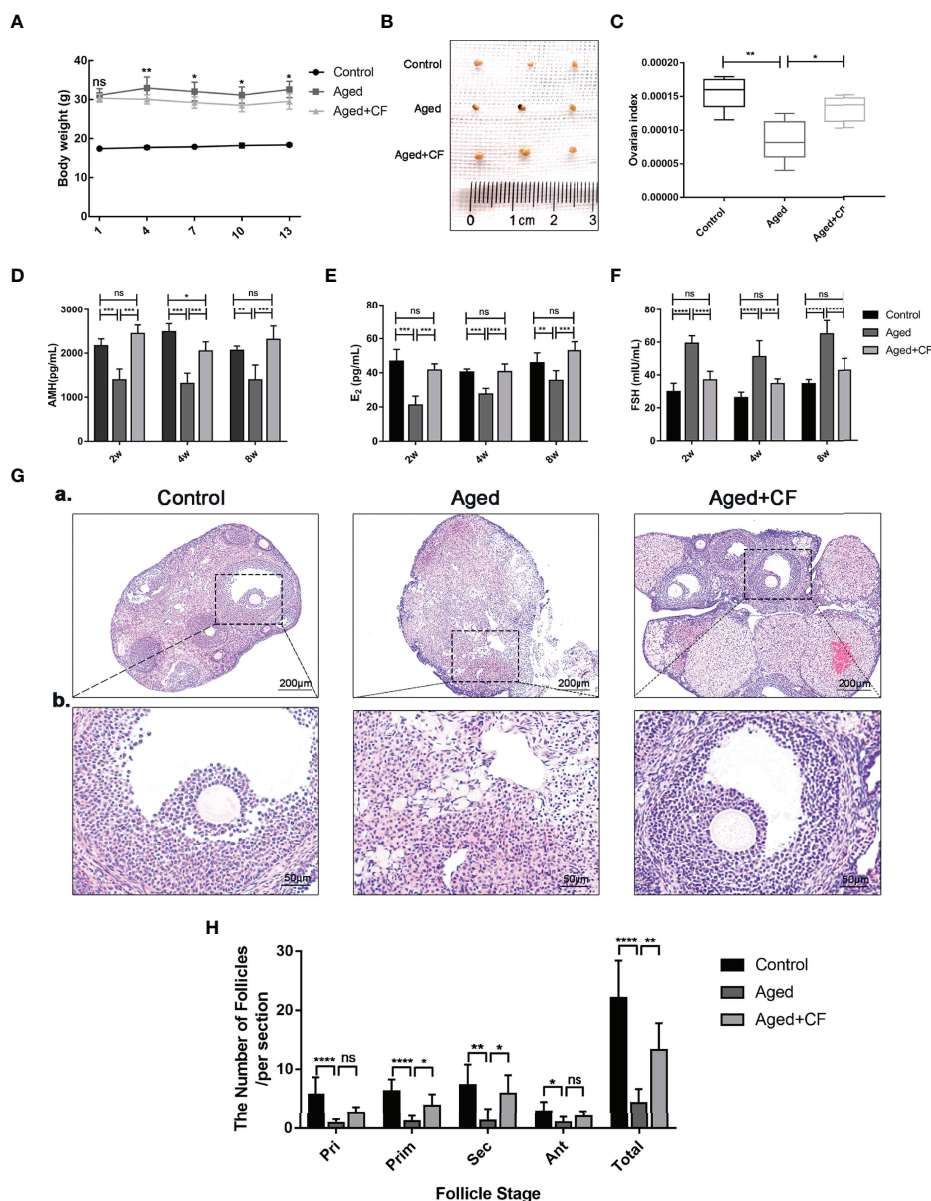 A
Body weight (g)
80
60
40
20
0
ns
**
*
*
*
1
4
7
10
13
Control
Aged
Aged+CF
B
Control
Aged
Aged+CF
0
1 cm
2
3
C
Ovarian index
0.00020
0.00015
0.00010
0.00005
0.00000
**
*
Control
Aged
Aged+CF
D
AMH(pg/mL)
3000
2000
1000
0
ns
*
ns
***
***
***
***
**
***
2w
4w
8w
E
E2 (pg/mL)
80
60
40
20
0
ns
ns
ns
***
***
***
***
**
***
2w
4w
8w
F
FSH (mIU/mL)
80
60
40
20
0
ns
ns
ns
****
****
****
***
2w
4w
8w
Control
Aged
Aged+CF
G
a.
Control
Aged
Aged+CF
200μm
200μm
200μm
b.
50μm
50μm
50μm
H
The Number of Follicles
/per section
30
20
10
0
****
ns
****
*
**
*
*
ns
****
**
Pri
Prim
Sec
Ant
Total
Follicle Stage
Control
Aged
Aged+CF